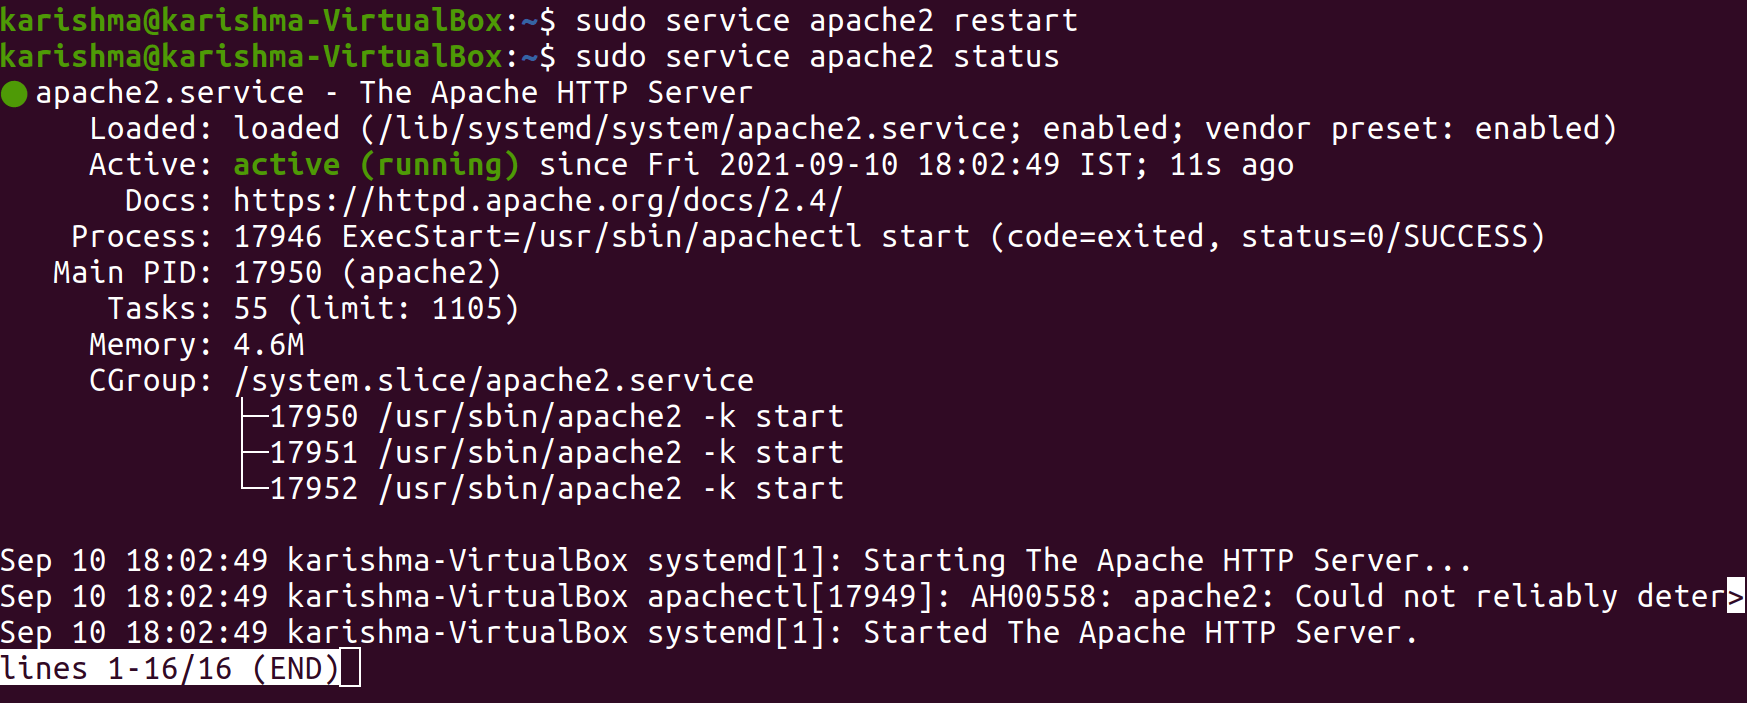 karishma@karishma-VirtualBox:~$ sudo service apache2 restart
karishma@karishma-VirtualBox:~$ sudo service apache2 status
● apache2.service - The Apache HTTP Server
     Loaded: loaded (/lib/systemd/system/apache2.service; enabled; vendor preset: enabled)
     Active: active (running) since Fri 2021-09-10 18:02:49 IST; 11s ago
       Docs: https://httpd.apache.org/docs/2.4/
    Process: 17946 ExecStart=/usr/sbin/apachectl start (code=exited, status=0/SUCCESS)
   Main PID: 17950 (apache2)
      Tasks: 55 (limit: 1105)
     Memory: 4.6M
     CGroup: /system.slice/apache2.service
             ├─17950 /usr/sbin/apache2 -k start
             ├─17951 /usr/sbin/apache2 -k start
             └─17952 /usr/sbin/apache2 -k start

Sep 10 18:02:49 karishma-VirtualBox systemd[1]: Starting The Apache HTTP Server...
Sep 10 18:02:49 karishma-VirtualBox apachectl[17949]: AH00558: apache2: Could not reliably deter>
Sep 10 18:02:49 karishma-VirtualBox systemd[1]: Started The Apache HTTP Server.
lines 1-16/16 (END)